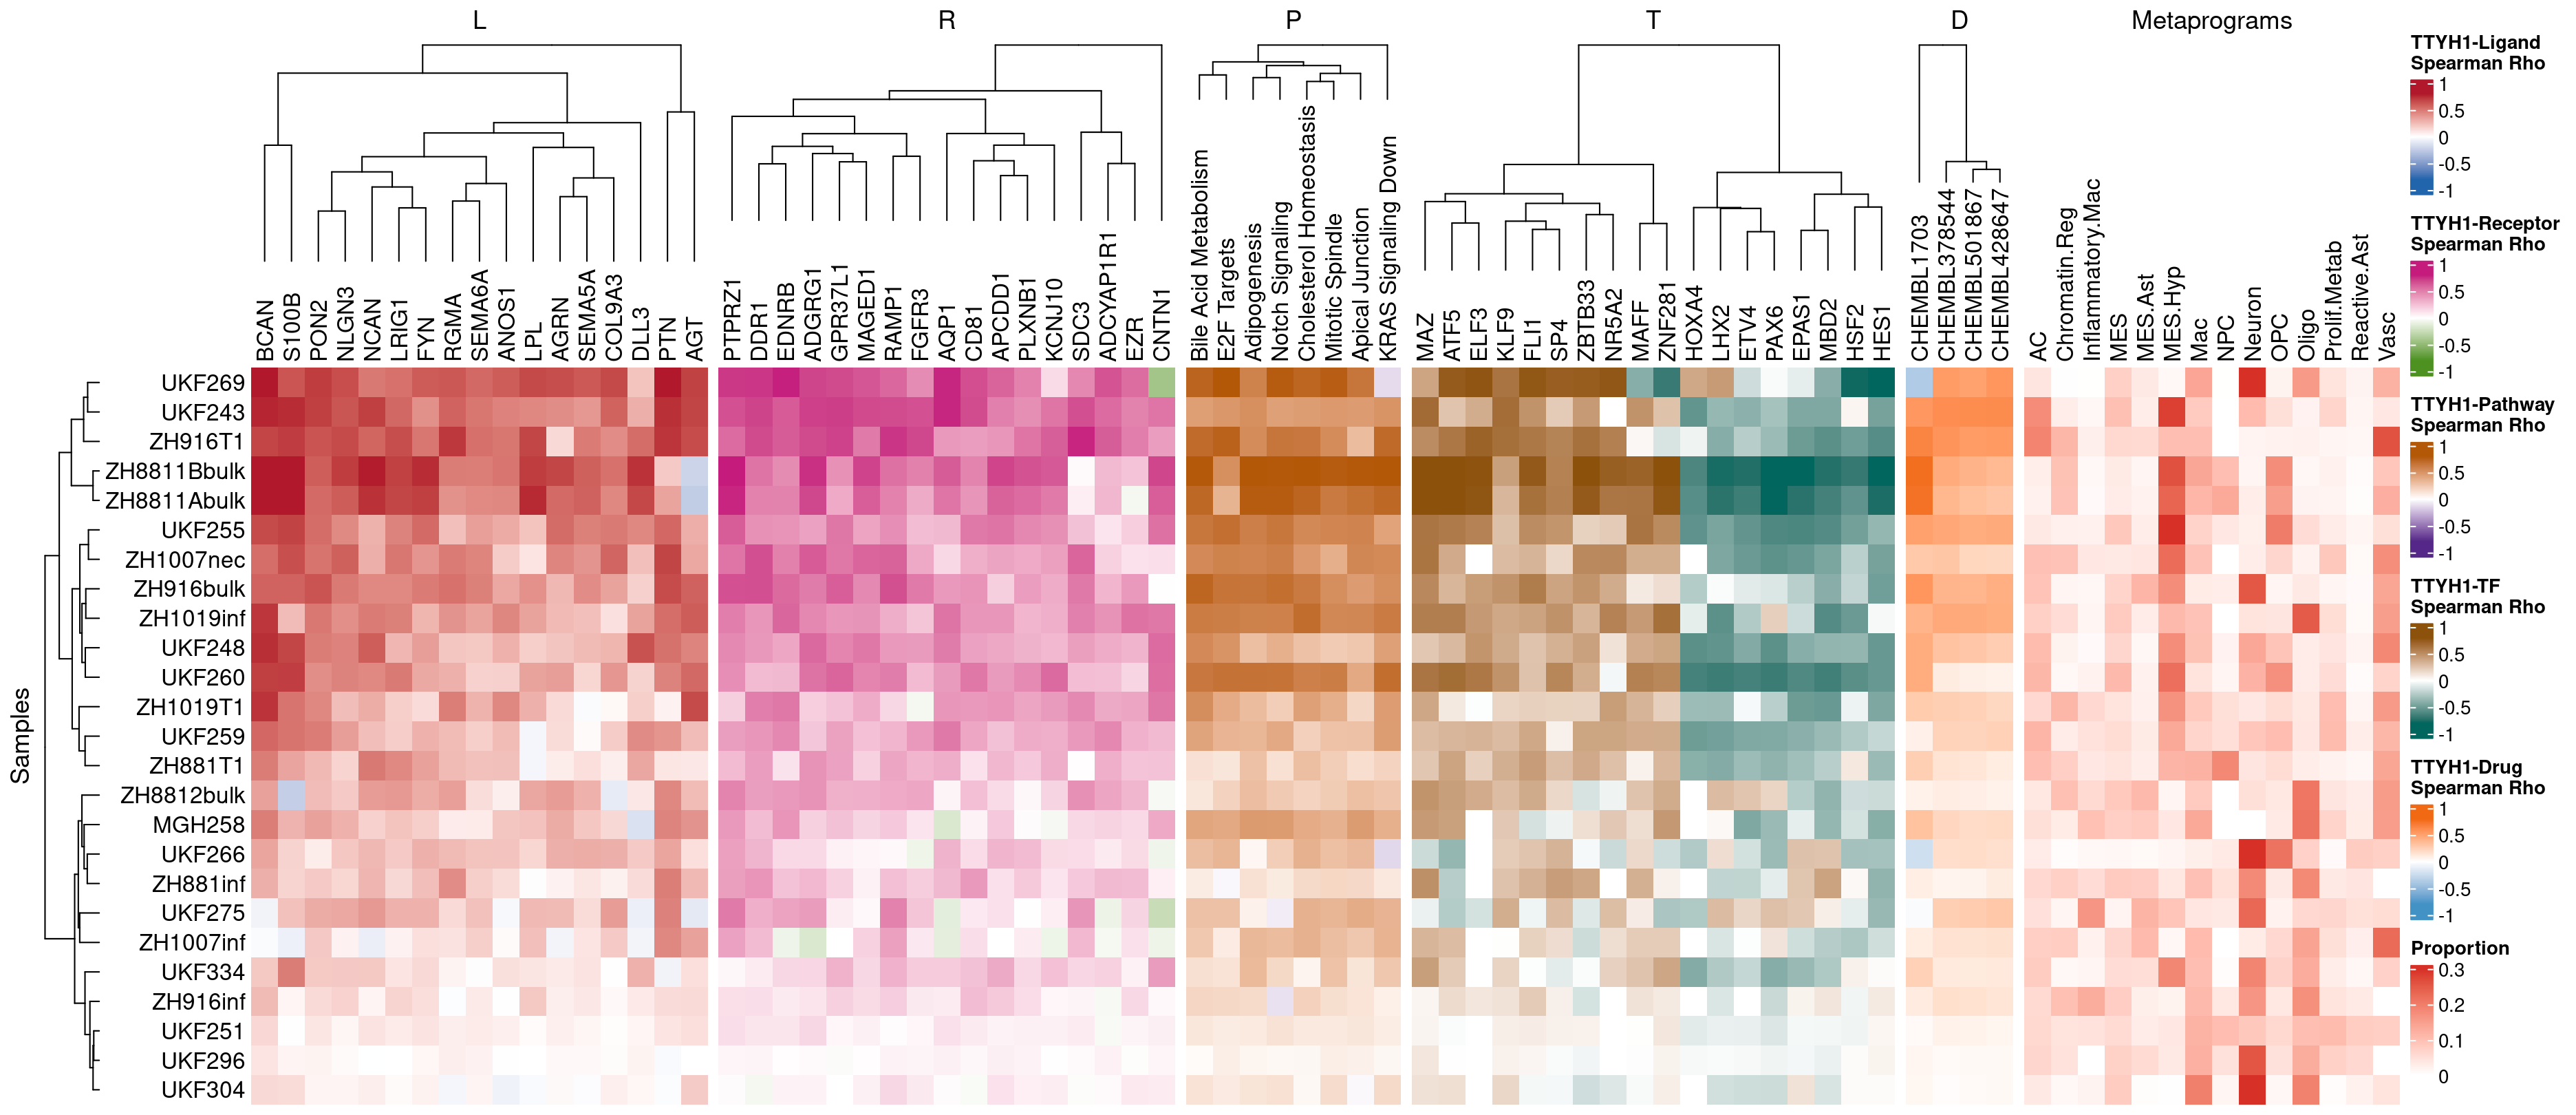 L R P T D Metaprograms
BCAN S100B PON2 NLGN3 NCAN LRIG1 FYN RGMA SEMA6A ANOS1 LPL AGRN SEMA5A COL9A3 DLL3 PTN AGT
PTPRZ1 DDR1 EDNRB ADGRG1 GPR37L1 MAGED1 RAMP1 FGFR3 AQP1 CD81 APCDD1 PLXNB1 KCNJ10 SDC3 ADCYAP1R1 EZR CNTN1
Bile Acid Metabolism
E2F Targets
Adipogenesis
Notch Signaling
Cholesterol Homeostasis
Mitotic Spindle
Apical Junction
KRAS Signaling Down
MAZ ATF5 ELF3 KLF9 FLI1 SP4 ZBTB33 NR5A2 MAFF ZNF281 HOXA4 LHX2 ETV4 PAX6 EPAS1 MBD2 HSF2 HES1
CHEMBL1703 CHEMBL378544 CHEMBL501867 CHEMBL428647
AC Chromatin.Reg Inflammatory.Mac MES MES.Ast MES.Hyp Mac NPC Neuron OPC Oligo Prolif.Metab Reactive.Ast Vasc
Samples
UKF269
UKF243
ZH916T1
ZH8811Bbulk
ZH8811Abulk
UKF255
ZH1007nec
ZH916bulk
ZH1019inf
UKF248
UKF260
ZH1019T1
UKF259
ZH881T1
ZH8812bulk
MGH258
UKF266
ZH881inf
UKF275
ZH1007inf
UKF334
ZH916inf
UKF251
UKF296
UKF304
TTYH1-Ligand
Spearman Rho
1
0.5
0
-0.5
-1
TTYH1-Receptor
Spearman Rho
1
0.5
0
-0.5
-1
TTYH1-Pathway
Spearman Rho
1
0.5
0
-0.5
-1
TTYH1-TF
Spearman Rho
1
0.5
0
-0.5
-1
TTYH1-Drug
Spearman Rho
1
0.5
0
-0.5
-1
Proportion
0.3
0.2
0.1
0